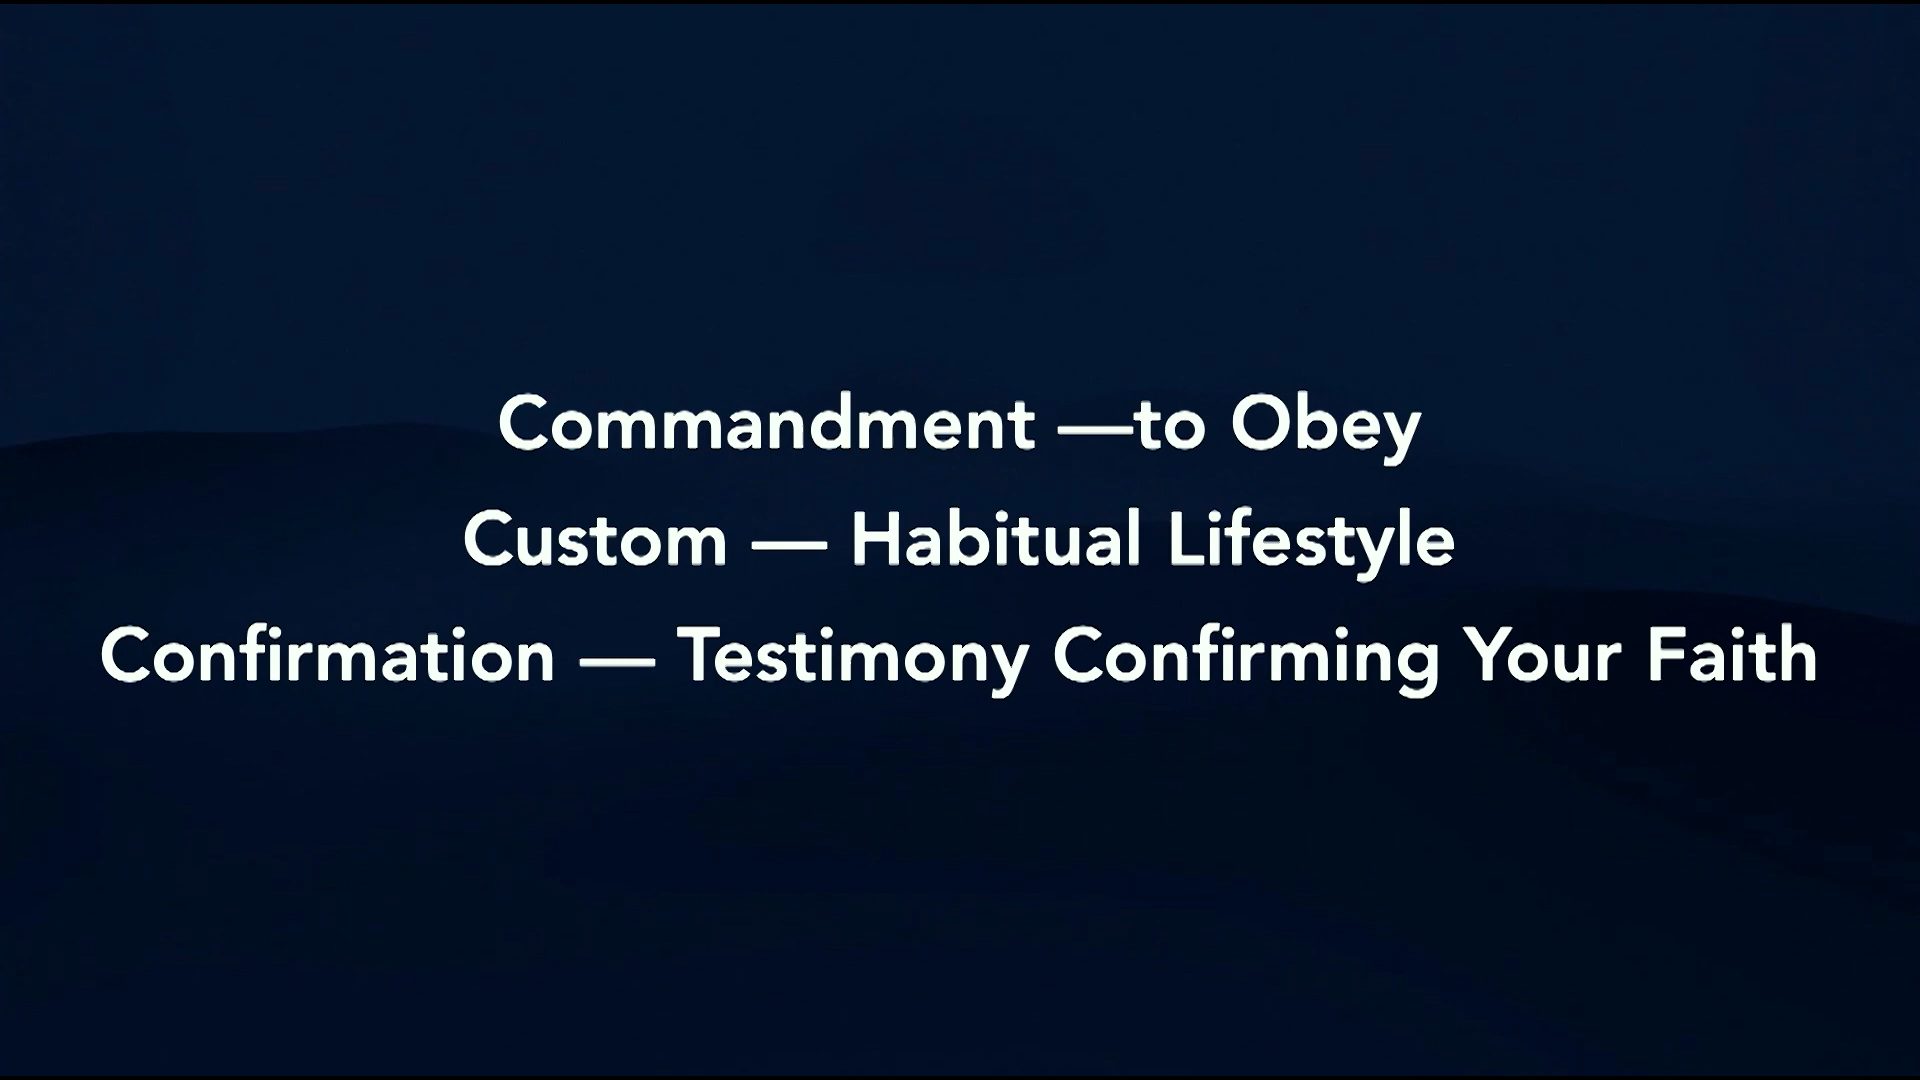 Commandment —to Obey
Custom — Habitual Lifestyle
Confirmation — Testimony Confirming Your Faith